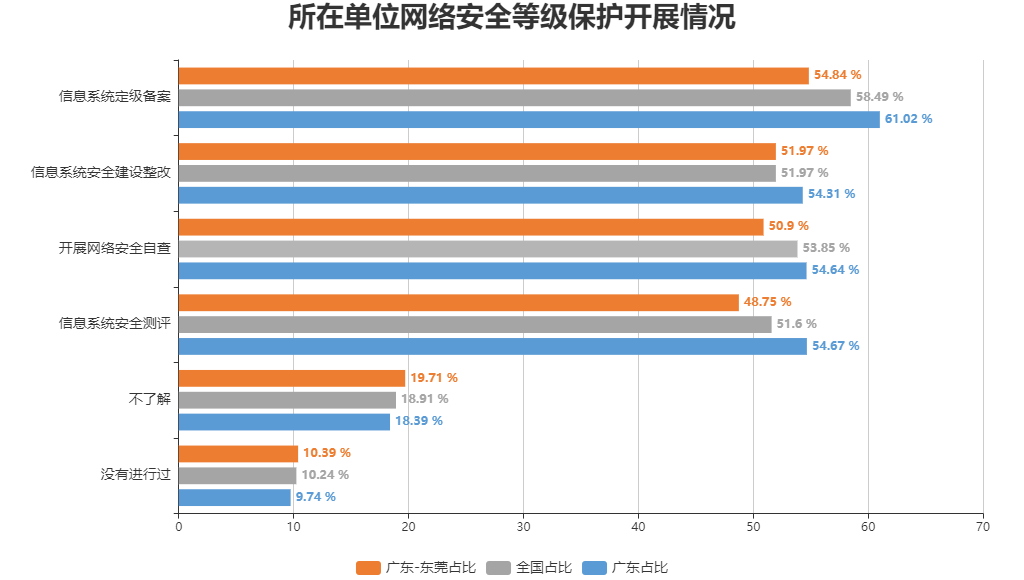 所在单位网络安全等级保护开展情况
信息系统定级备案
54.84 %
58.49 %
61.02 %
信息系统安全建设整改
51.97 %
51.97 %
54.31 %
开展网络安全自查
50.9 %
53.85 %
54.64 %
信息系统安全测评
48.75 %
51.6 %
54.67 %
不了解
19.71 %
18.91 %
18.39 %
没有进行过
10.39 %
10.24 %
9.74 %
0 10 20 30 40 50 60 70
广东-东莞占比 全国占比 广东占比